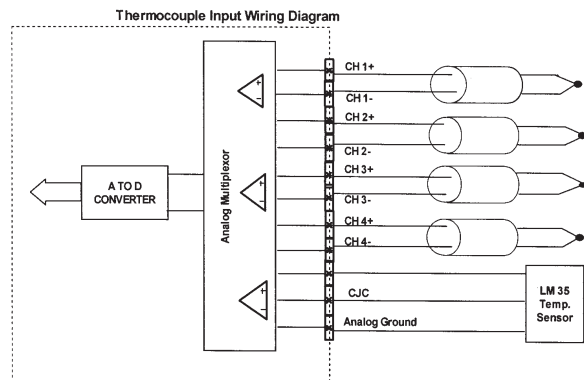 Thermocouple Input Wiring Diagram
CH 1+
CH 1-
CH 2+
CH 2-
CH 3+
CH 3-
CH 4+
CH 4-
CJC
Analog Ground
A TO D
CONVERTER
Analog Multiplexor
+
-
+
-
+
-
LM 35
Temp.
Sensor